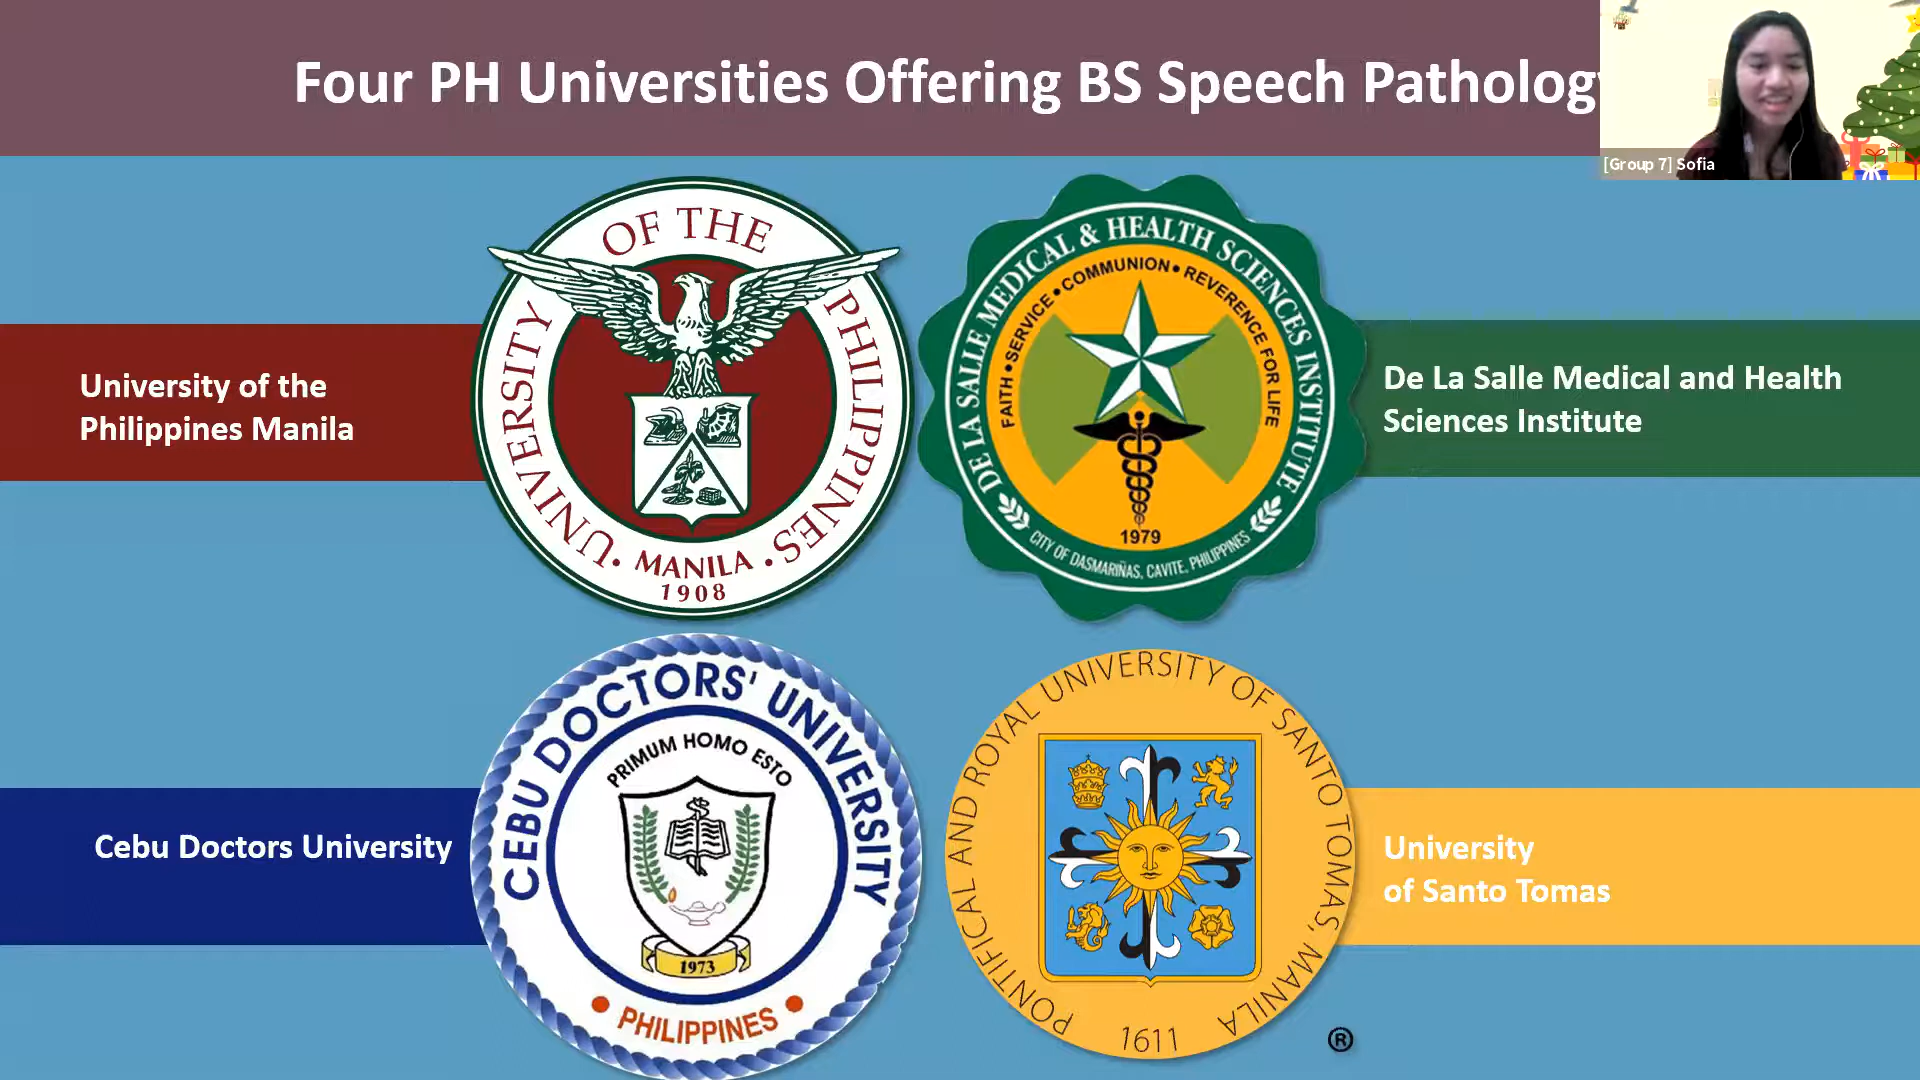 Four PH Universities Offering BS Speech Pathology
[Group 7] Sofia
UNIVERSITY OF THE PHILIPPINES
MANILA
1908
University of the
Philippines Manila
DE LA SALLE MEDICAL & HEALTH SCIENCES INSTITUTE
FAITH • SERVICE • COMMUNION • REVERENCE FOR LIFE
1979
CITY OF DASMARIÑAS, CAVITE, PHILIPPINES
De La Salle Medical and Health
Sciences Institute
Cebu Doctors University
CEBU DOCTORS' UNIVERSITY
PRIMUM HOMO ESTO
1973
• PHILIPPINES •
PONTIFICAL AND ROYAL UNIVERSITY OF SANTO TOMAS, MANILA
1611
®
University
of Santo Tomas